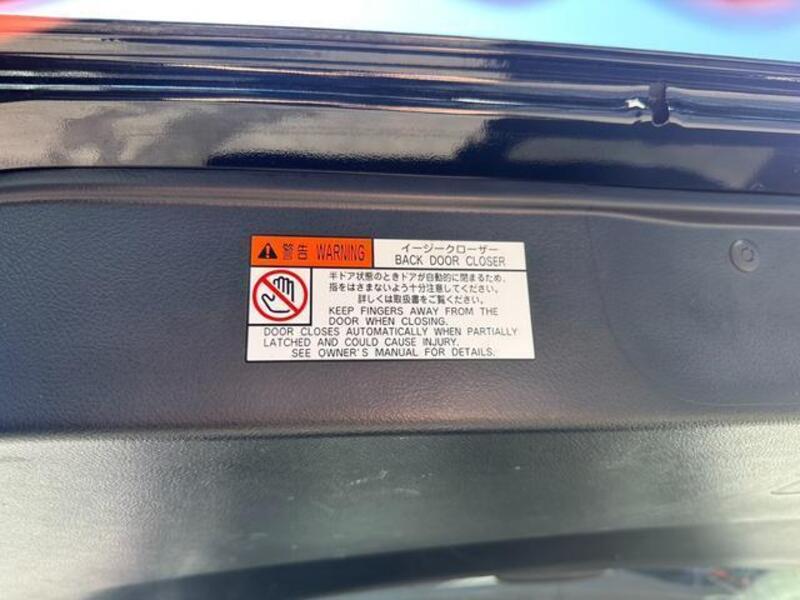 警告 WARNING
イージークローザー
BACK DOOR CLOSER
半ドア状態のときドアが自動的に閉まるため、
指をはさまないよう十分注意してください。
詳しくは取扱書をご覧ください。
KEEP FINGERS AWAY FROM THE
DOOR WHEN CLOSING.
DOOR CLOSES AUTOMATICALLY WHEN PARTIALLY
LATCHED AND COULD CAUSE INJURY.
SEE OWNER'S MANUAL FOR DETAILS.